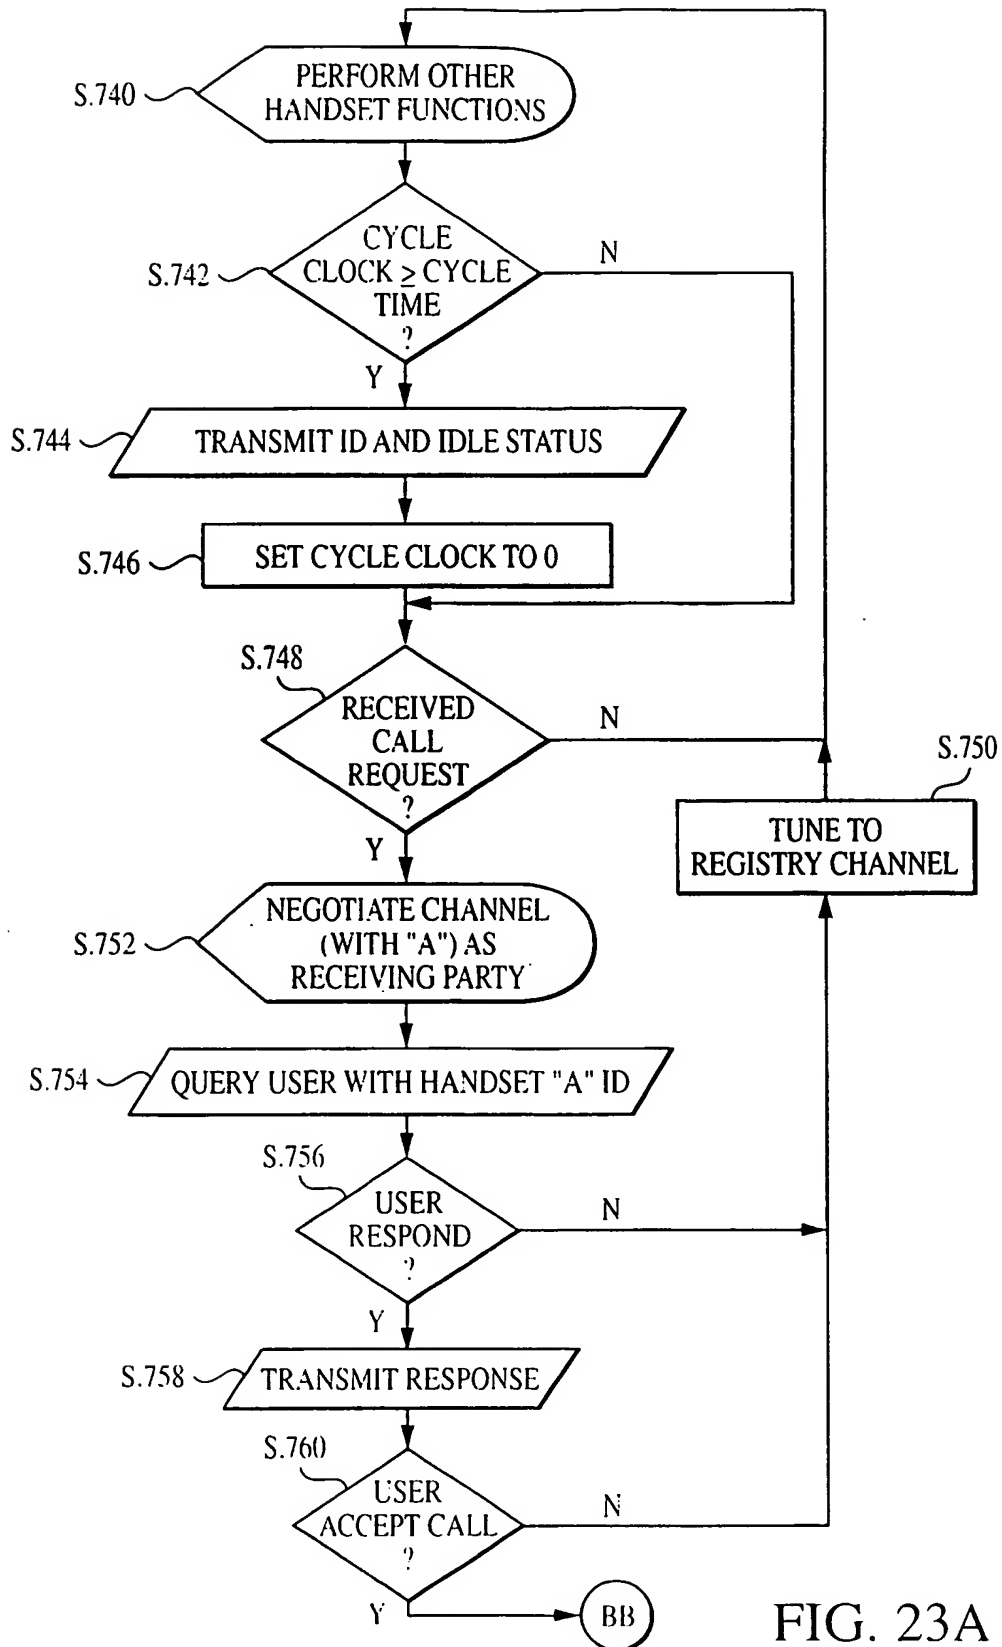 S.740
PERFORM OTHER
HANDSET FUNCTIONS
S.742
CYCLE
CLOCK ≥ CYCLE
TIME
?
N
Y
S.744
TRANSMIT ID AND IDLE STATUS
S.746
SET CYCLE CLOCK TO 0
S.748
RECEIVED
CALL
REQUEST
?
N
Y
S.750
TUNE TO
REGISTRY CHANNEL
S.752
NEGOTIATE CHANNEL
(WITH "A") AS
RECEIVING PARTY
S.754
QUERY USER WITH HANDSET "A" ID
S.756
USER
RESPOND
?
N
Y
S.758
TRANSMIT RESPONSE
S.760
USER
ACCEPT CALL
?
N
Y
BB
FIG. 23A